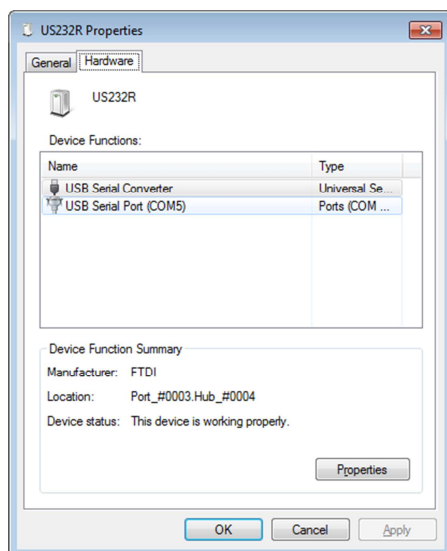 US232R Properties
General Hardware
US232R
Device Functions:
Name Type
USB Serial Converter Universal Se...
USB Serial Port (COM5) Ports (COM ...
Device Function Summary
Manufacturer: FTDI
Location: Port_#0003.Hub_#0004
Device status: This device is working properly.
Properties
OK Cancel Apply